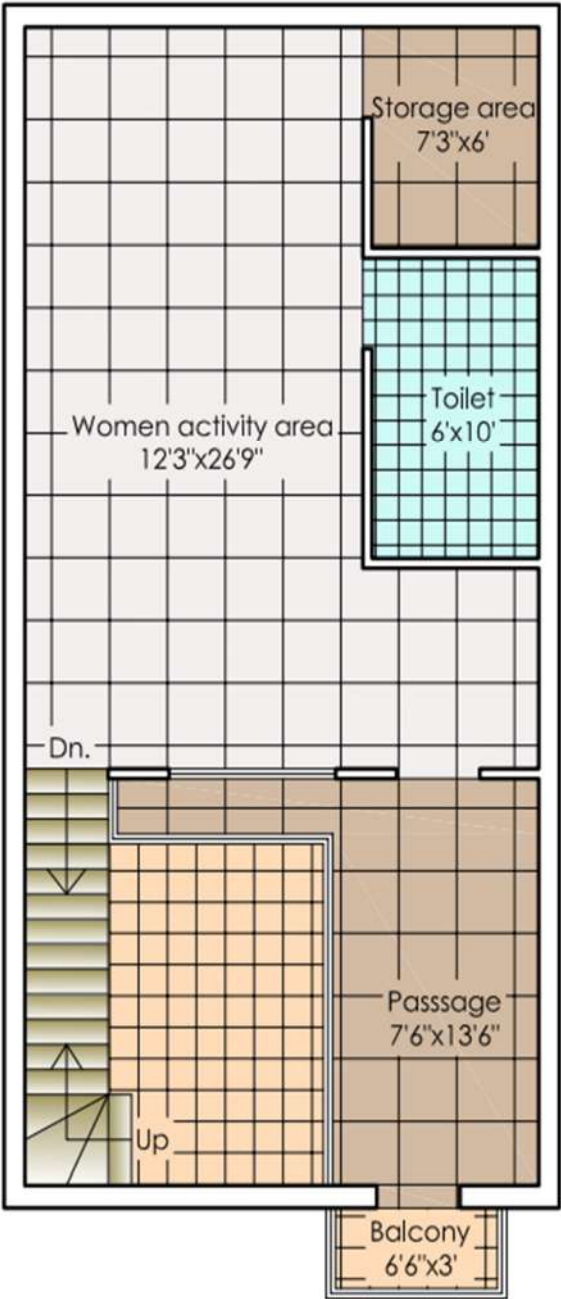 Storage area
7'3"x6'
Toilet
6'x10'
Women activity area
12'3"x26'9"
Dn.
Passsage
7'6"x13'6"
Up
Balcony
6'6"x3'